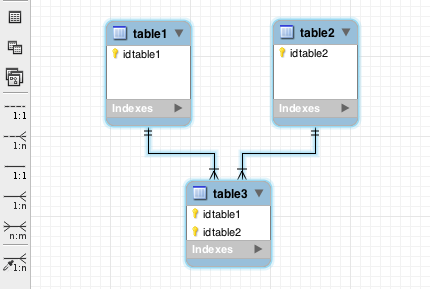 table1
idtable1
Indexes
table2
idtable2
Indexes
table3
idtable1
idtable2
Indexes
1:1
1:n
1:1
1:n
n:m
1:n